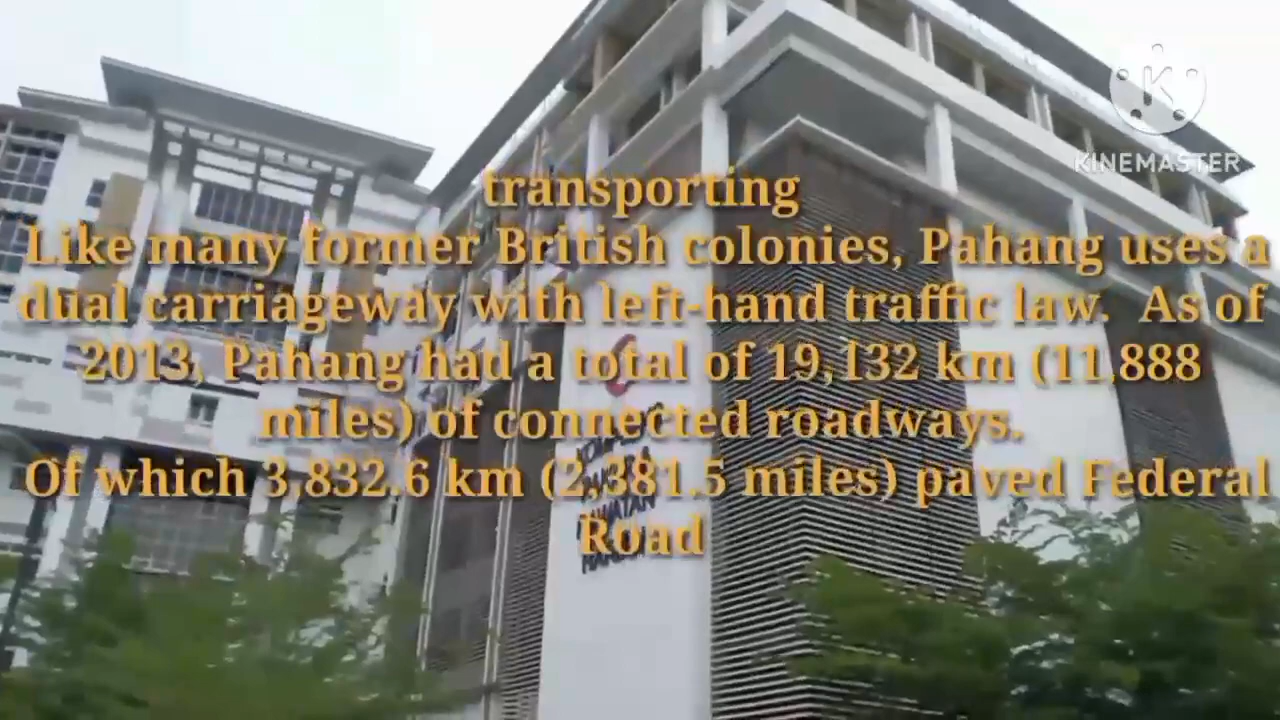 KINEMASTER
transporting
Like many former British colonies, Pahang uses a
dual carriageway with left-hand traffic law. As of
2013, Pahang had a total of 19,132 km (11,888
miles) of connected roadways.
Of which 3,832.6 km (2,381.5 miles) paved Federal
Road